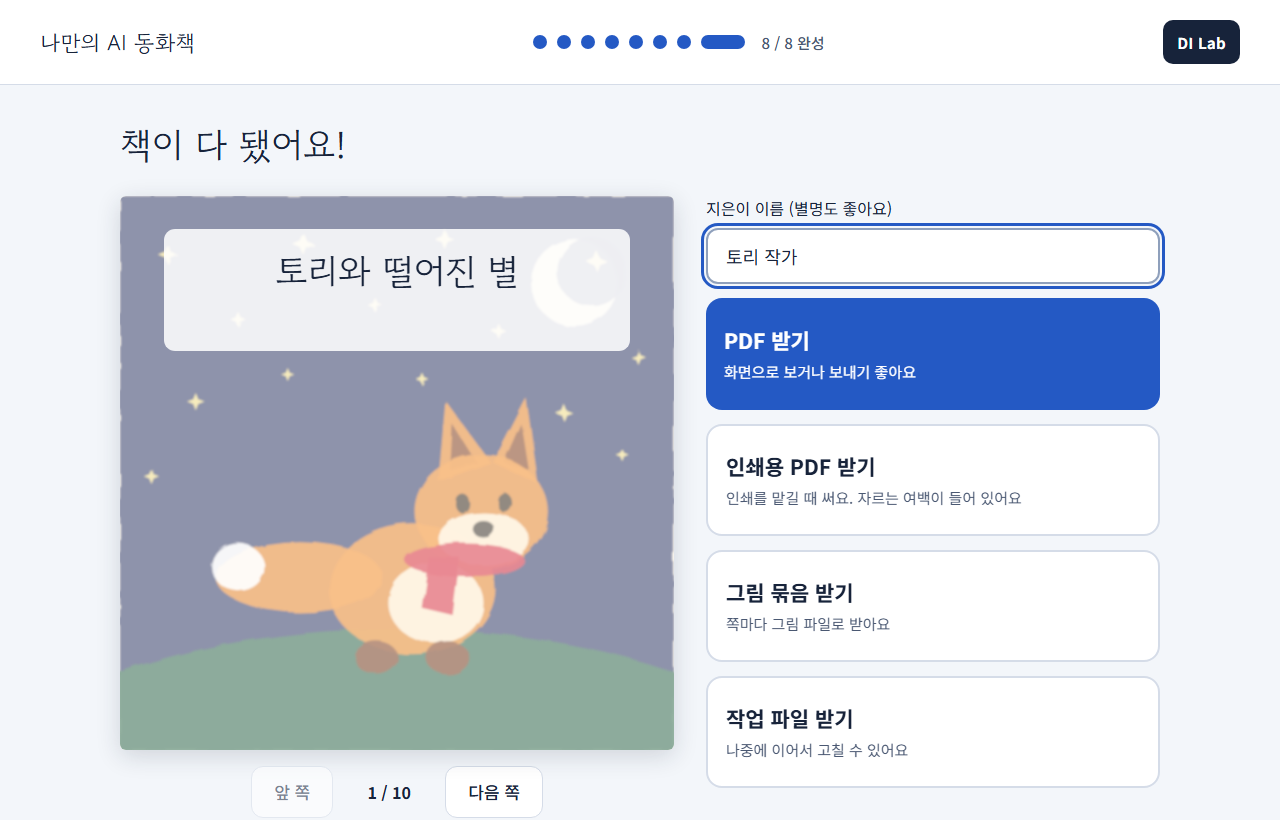 나만의 AI 동화책
8 / 8 완성
DI Lab
책이 다 됐어요!
토리와 떨어진 별
앞 쪽
1 / 10
다음 쪽
지은이 이름 (별명도 좋아요)
토리 작가
PDF 받기
화면으로 보거나 보내기 좋아요
인쇄용 PDF 받기
인쇄를 맡길 때 써요. 자르는 여백이 들어 있어요
그림 묶음 받기
쪽마다 그림 파일로 받아요
작업 파일 받기
나중에 이어서 고칠 수 있어요